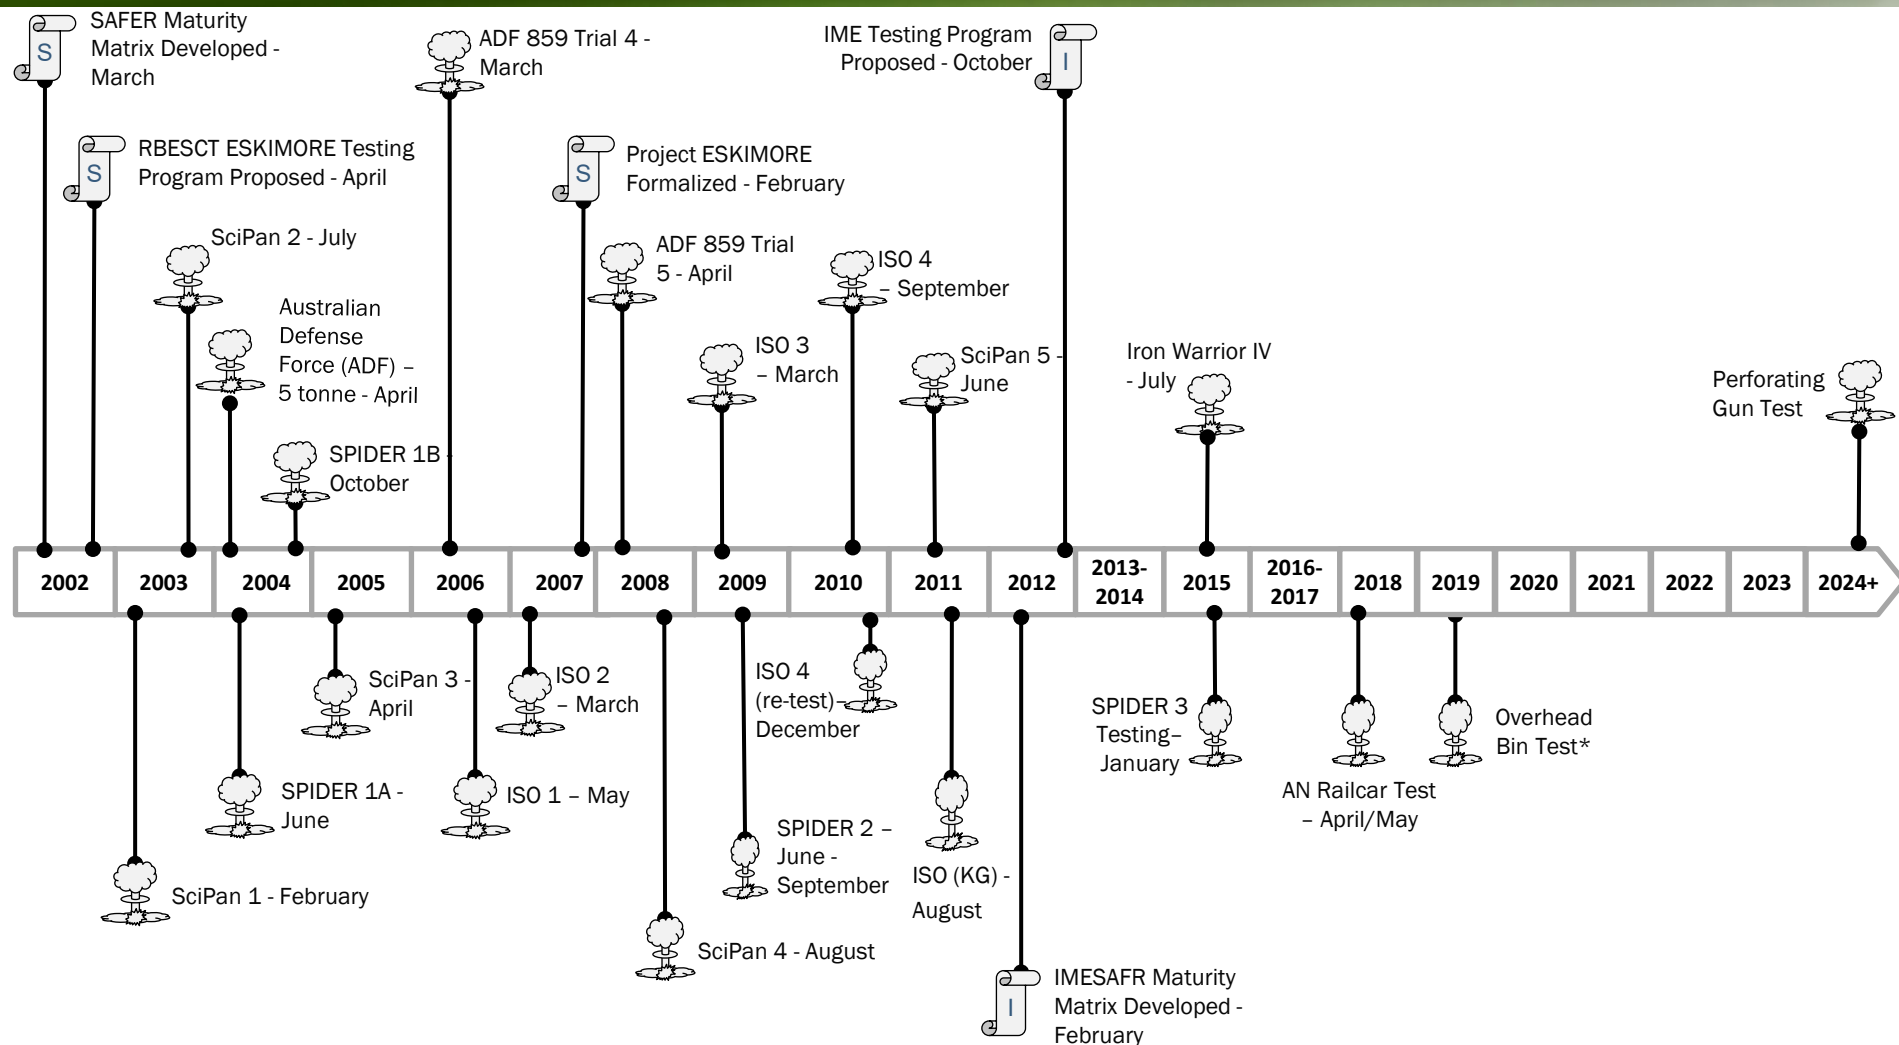 S
SAFER Maturity
Matrix Developed -
March
S
RBESCT ESKIMORE Testing
Program Proposed - April
SciPan 2 - July
Australian
Defense
Force (ADF) –
5 tonne - April
SPIDER 1B -
October
ADF 859 Trial 4 -
March
S
Project ESKIMORE
Formalized - February
ADF 859 Trial
5 - April
ISO 3
– March
ISO 4
– September
SciPan 5 -
June
IME Testing Program
Proposed - October
I
Iron Warrior IV
- July
Perforating
Gun Test
2002
2003
2004
2005
2006
2007
2008
2009
2010
2011
2012
2013-
2014
2015
2016-
2017
2018
2019
2020
2021
2022
2023
2024+
SciPan 1 - February
SPIDER 1A -
June
SciPan 3 -
April
ISO 1 – May
ISO 2
– March
SciPan 4 - August
SPIDER 2 –
June -
September
ISO 4
(re-test)–
December
ISO (KG) -
August
I
IMESAFR Maturity
Matrix Developed -
February
SPIDER 3
Testing–
January
AN Railcar Test
– April/May
Overhead
Bin Test*